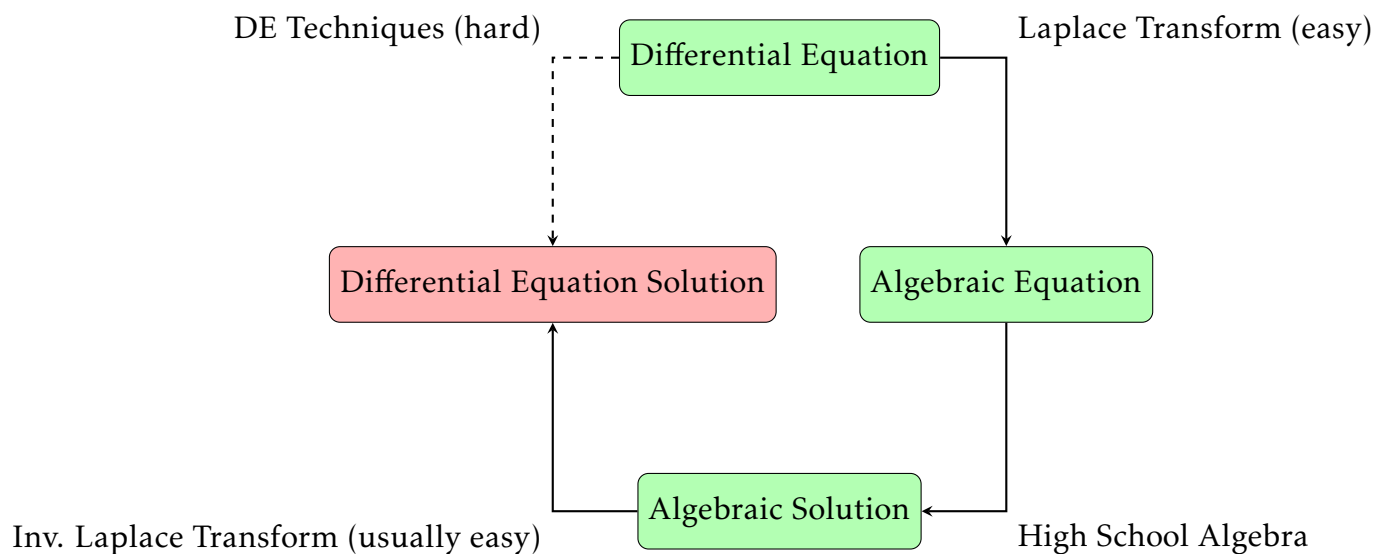 DE Techniques (hard)
Differential Equation
Laplace Transform (easy)
Differential Equation Solution
Algebraic Equation
Algebraic Solution
Inv. Laplace Transform (usually easy)
High School Algebra